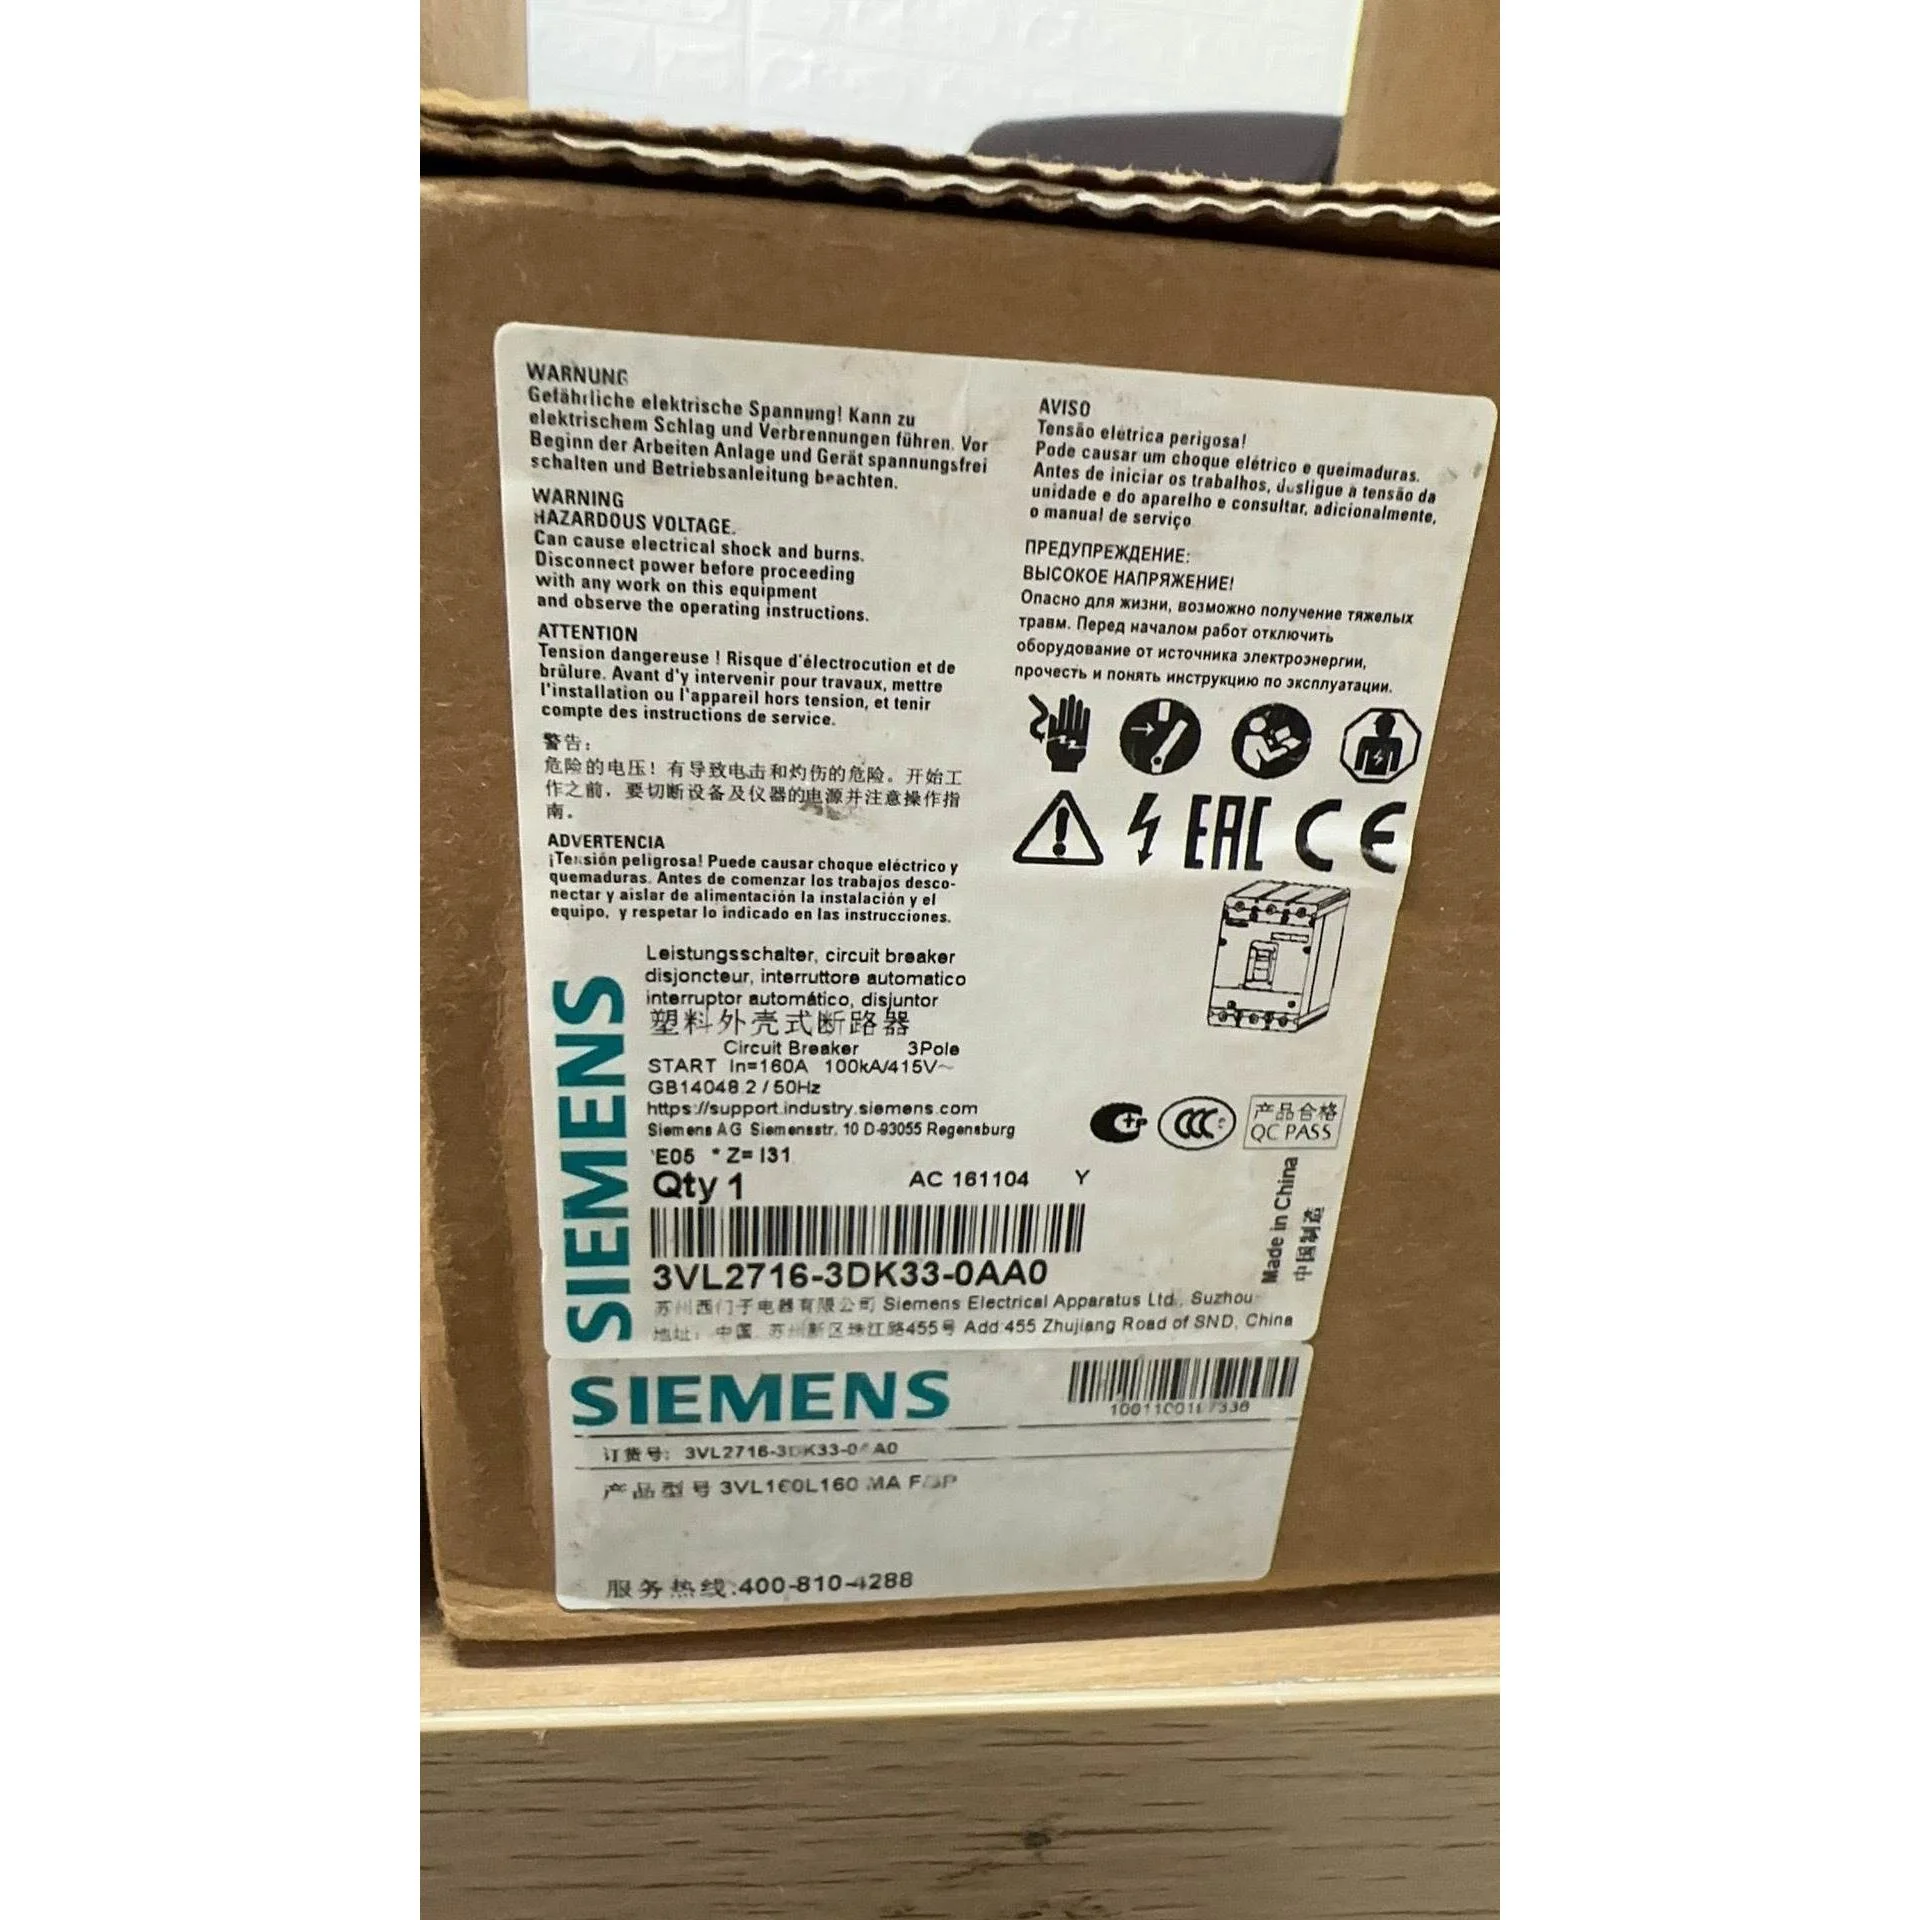 WARNUNG
Gefährliche elektrische Spannung! Kann zu
elektrischem Schlag und Verbrennungen führen. Vor
Beginn der Arbeiten Anlage und Gerät spannungsfrei
schalten und Betriebsanleitung beachten.
WARNING
HAZARDOUS VOLTAGE.
Can cause electrical shock and burns.
Disconnect power before proceeding
with any work on this equipment
and observe the operating instructions.
ATTENTION
Tension dangereuse ! Risque d'électrocution et de
brûlure. Avant d'y intervenir pour travaux, mettre
l'installation ou l'appareil hors tension, et tenir
compte des instructions de service.
警告:
危险的电压! 有导致电击和灼伤的危险。开始工
作之前, 要切断设备及仪器的电源并注意操作指
南。
ADVERTENCIA
¡Tensión peligrosa! Puede causar choque eléctrico y
quemaduras. Antes de comenzar los trabajos desco-
nectar y aislar de alimentación la instalación y el
equipo, y respetar lo indicado en las instrucciones.
AVISO
Tensão elétrica perigosa!
Pode causar um choque elétrico e queimaduras.
Antes de iniciar os trabalhos, desligue a tensão da
unidade e do aparelho e consultar, adicionalmente,
o manual de serviço
ПРЕДУПРЕЖДЕНИЕ:
ВЫСОКОЕ НАПРЯЖЕНИЕ!
Опасно для жизни, возможно получение тяжелых
травм. Перед началом работ отключить
оборудование от источника электроэнергии,
прочесть и понять инструкцию по эксплуатации.
EAC CE
SIEMENS
Leistungsschalter, circuit breaker
disjoncteur, interruttore automatico
interruptor automático, disjuntor
塑料外壳式断路器
Circuit Breaker 3Pole
START In=160A 100kA/415V~
GB14048.2 / 50Hz
https://support.industry.siemens.com
Siemens AG Siemensstr. 10 D-93055 Regensburg
'E05 * Z= I31
Qty 1 AC 161104 Y
CCC
产品合格
QC PASS
Made in China
中国制造
3VL2716-3DK33-0AA0
苏州西门子电器有限公司 Siemens Electrical Apparatus Ltd., Suzhou
地址: 中国 苏州新区珠江路455号 Add:455 Zhujiang Road of SND, China
SIEMENS
订货号: 3VL2716-3DK33-0AA0
产品型号 3VL160L160 MA
服务热线:400-810-4288